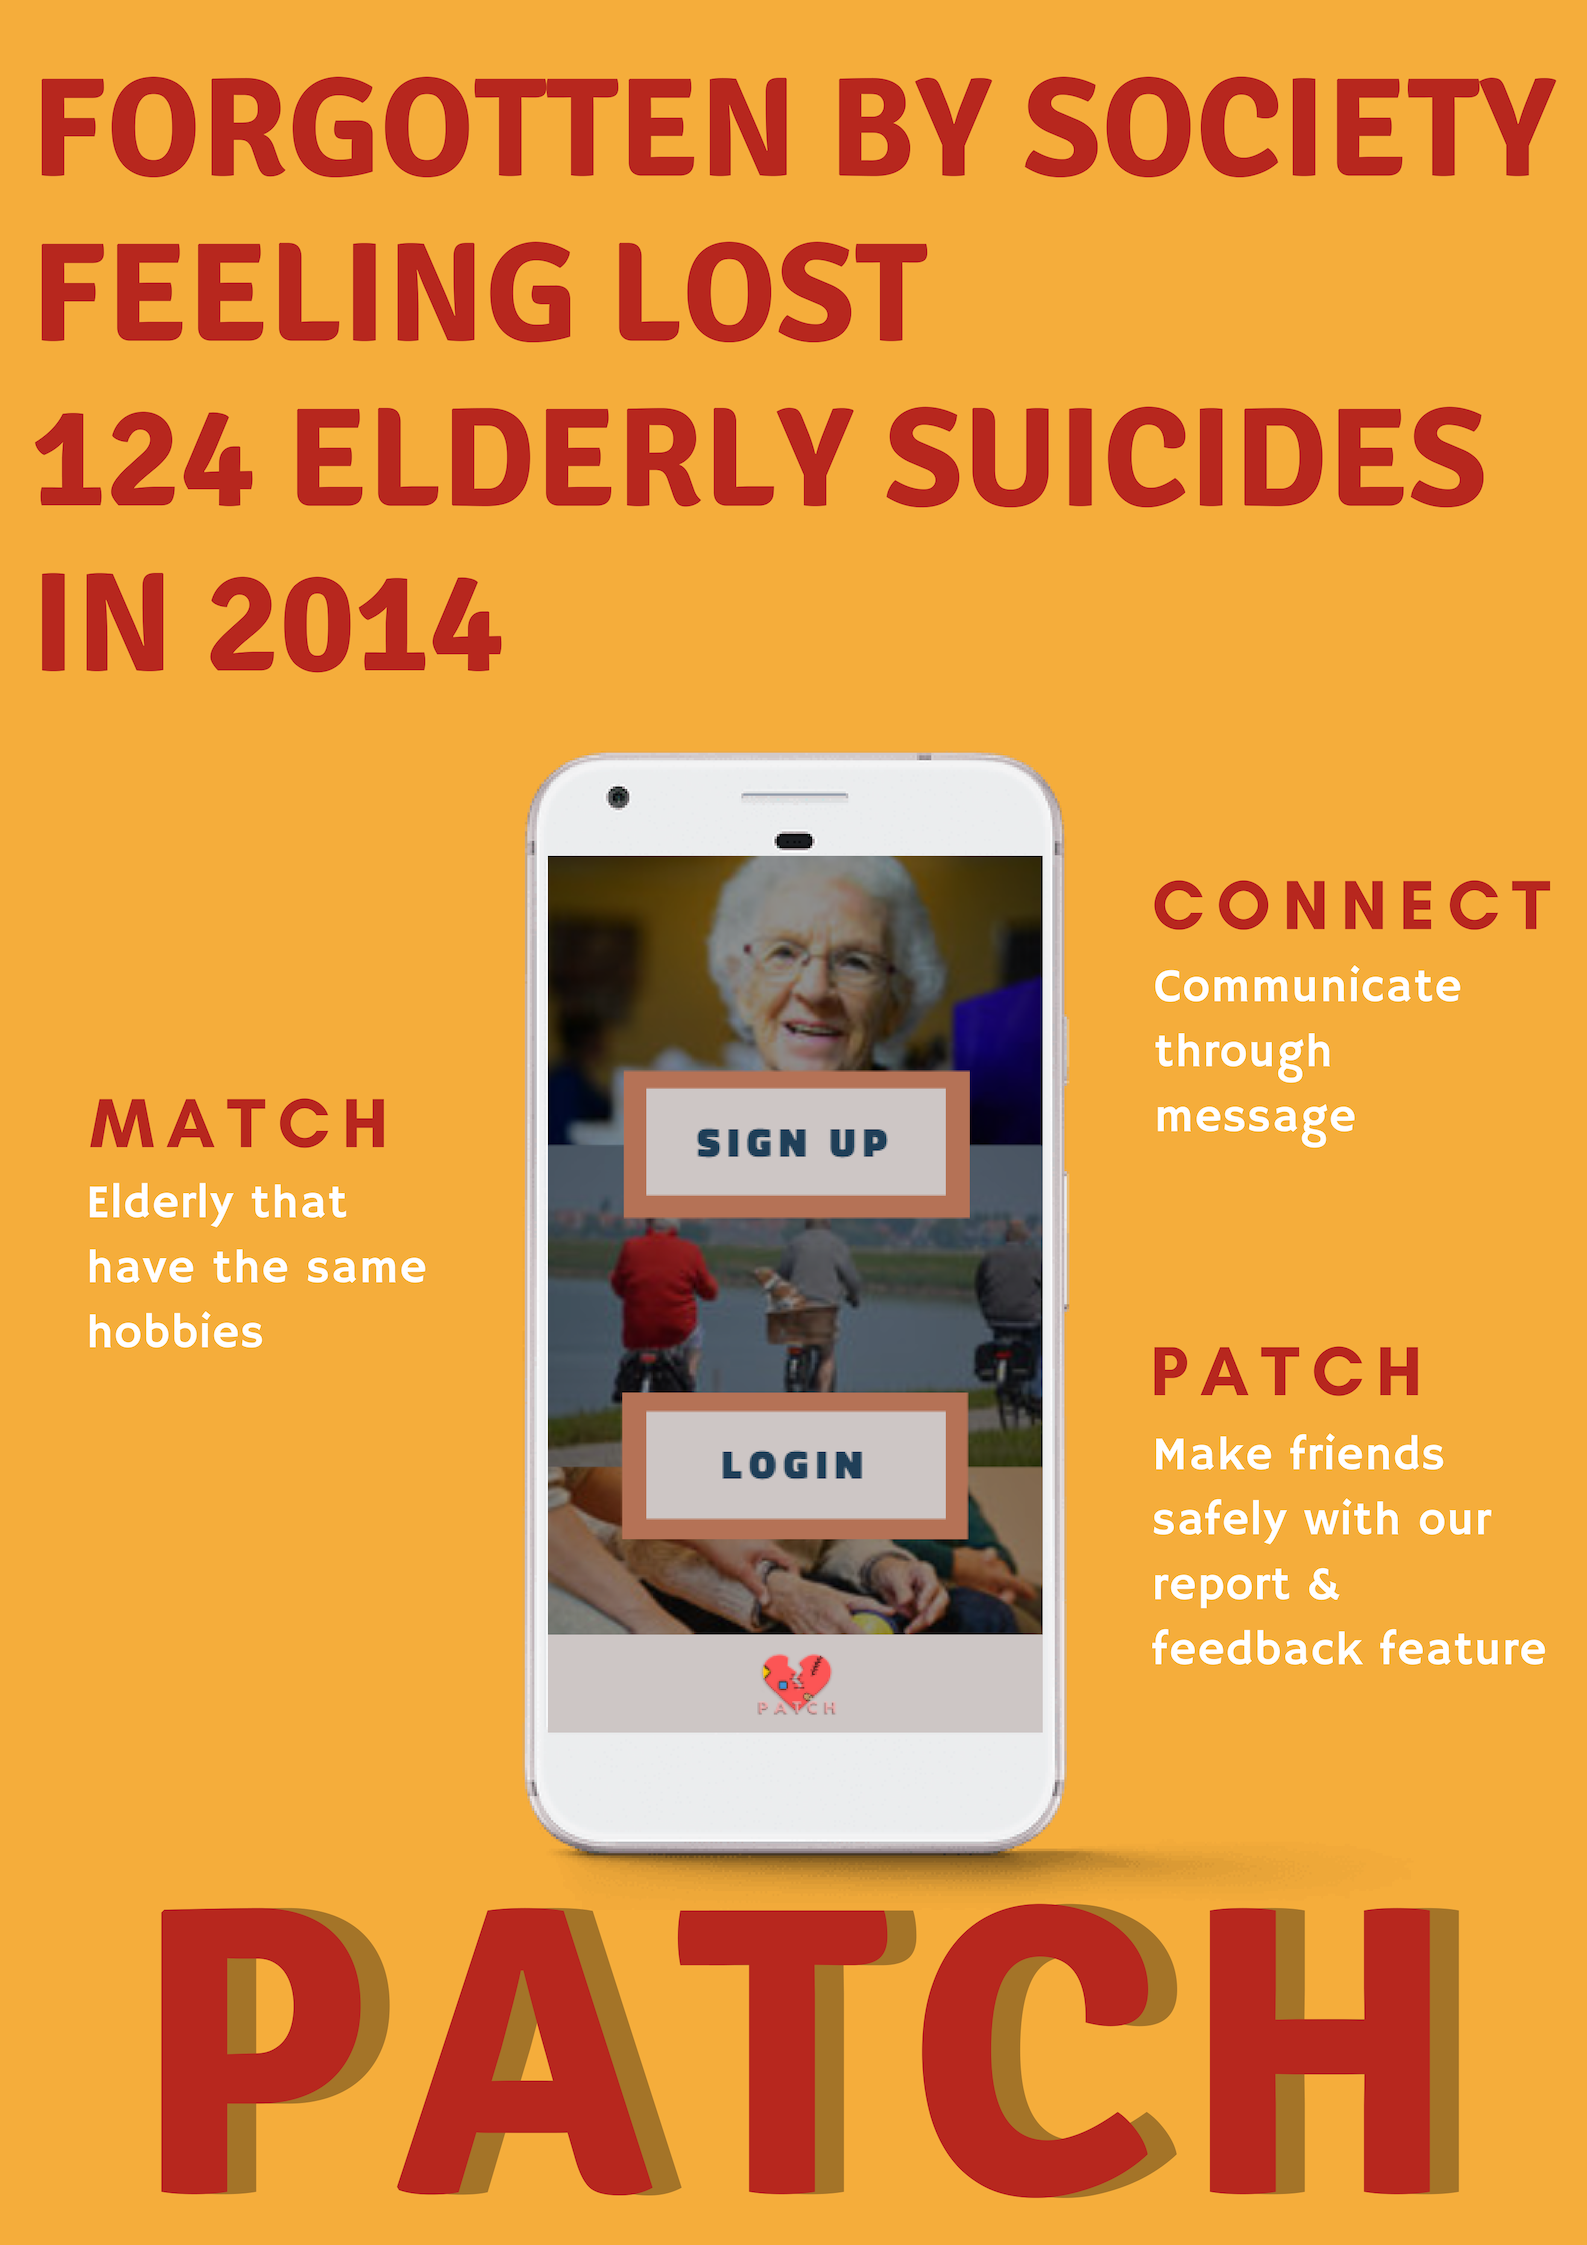 FORGOTTEN BY SOCIETY
FEELING LOST
124 ELDERLY SUICIDES
IN 2014
MATCH
Elderly that
have the same
hobbies
SIGN UP
LOGIN
PATCH
CONNECT
Communicate
through
message
PATCH
Make friends
safely with our
report &
feedback feature
PATCH